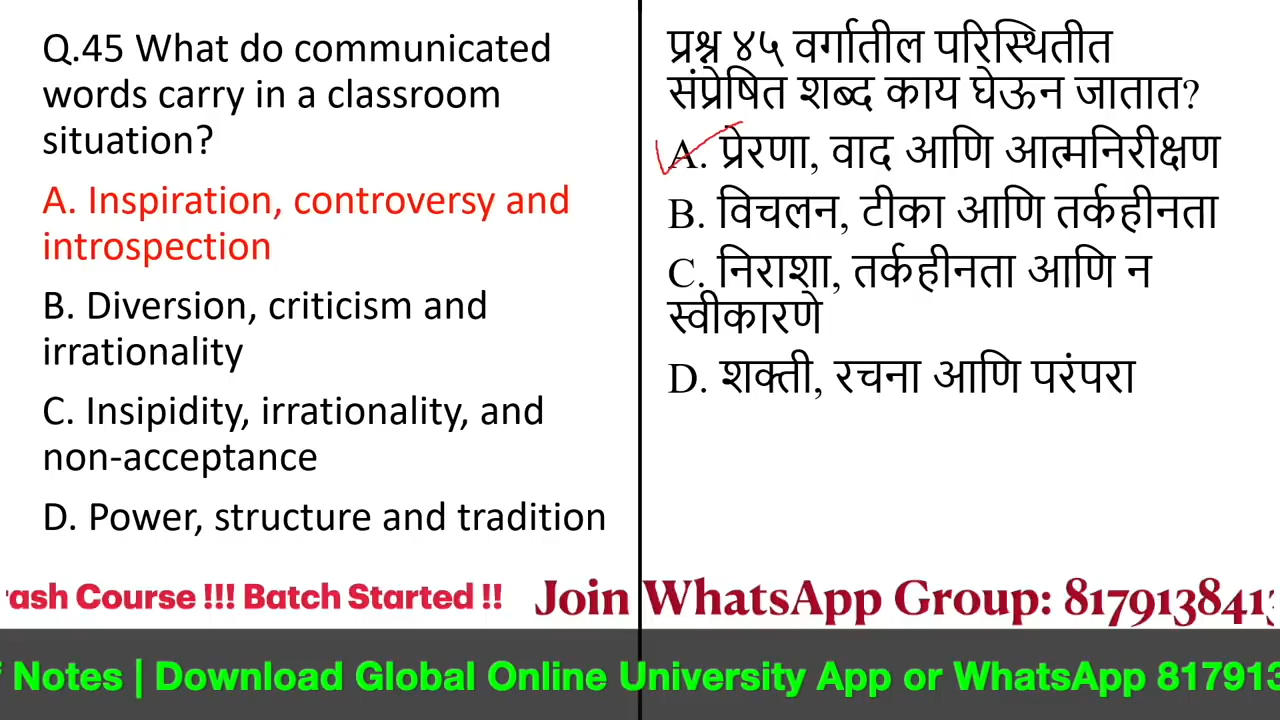 Q.45 What do communicated
words carry in a classroom
situation?
A. Inspiration, controversy and
introspection
B. Diversion, criticism and
irrationality
C. Insipidity, irrationality, and
non-acceptance
D. Power, structure and tradition
प्रश्न ४५ वर्गातील परिस्थितीत
संप्रेषित शब्द काय घेऊन जातात?
A. प्रेरणा, वाद आणि आत्मनिरीक्षण
B. विचलन, टीका आणि तर्कहीनता
C. निराशा, तर्कहीनता आणि न
स्वीकारणे
D. शक्ती, रचना आणि परंपरा
Course !!! Batch Started !! Join WhatsApp Group:
Notes | Download Global Online University App or WhatsApp